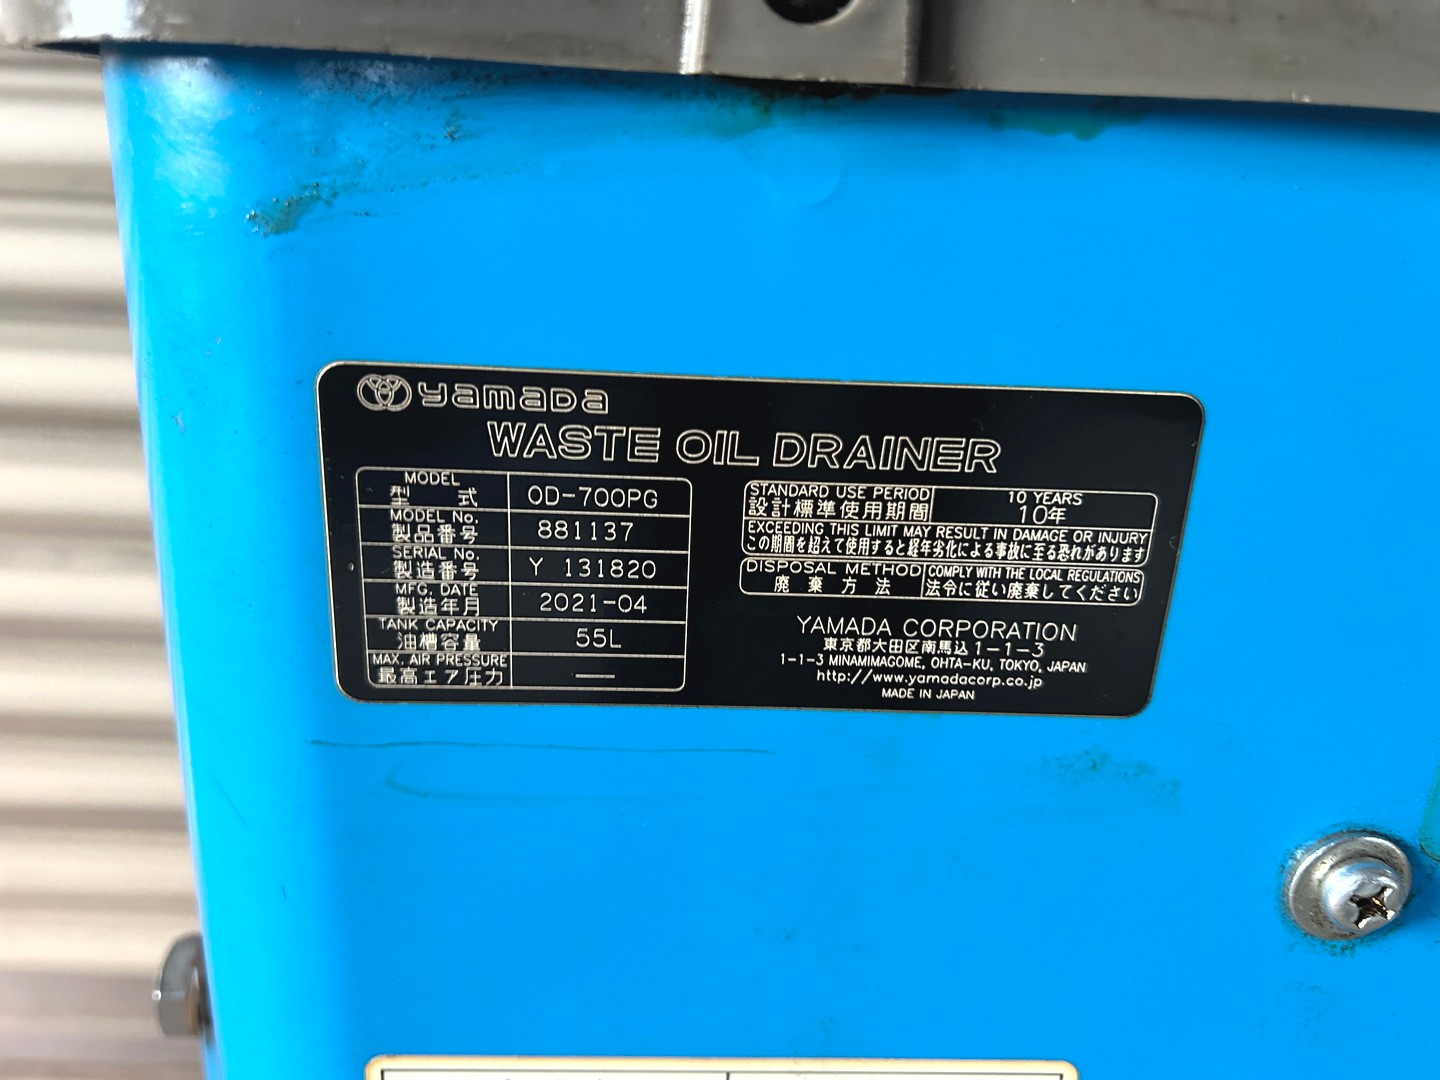 yamada
WASTE OIL DRAINER
MODEL
型 式 OD-700PG
MODEL No.
製品番号 881137
SERIAL No.
製造番号 Y 131820
MFG. DATE
製造年月 2021-04
TANK CAPACITY
油槽容量 55L
MAX. AIR PRESSURE
最高エア圧力 —
STANDARD USE PERIOD 10 YEARS
設計標準使用期間 10年
EXCEEDING THIS LIMIT MAY RESULT IN DAMAGE OR INJURY
この期間を超えて使用すると経年劣化による事故に至る恐れがあります
DISPOSAL METHOD COMPLY WITH THE LOCAL REGULATIONS
廃棄方法 法令に従い廃棄してください
YAMADA CORPORATION
東京都大田区南馬込1-1-3
1-1-3 MINAMIMAGOME, OHTA-KU, TOKYO, JAPAN
http://www.yamadacorp.co.jp
MADE IN JAPAN